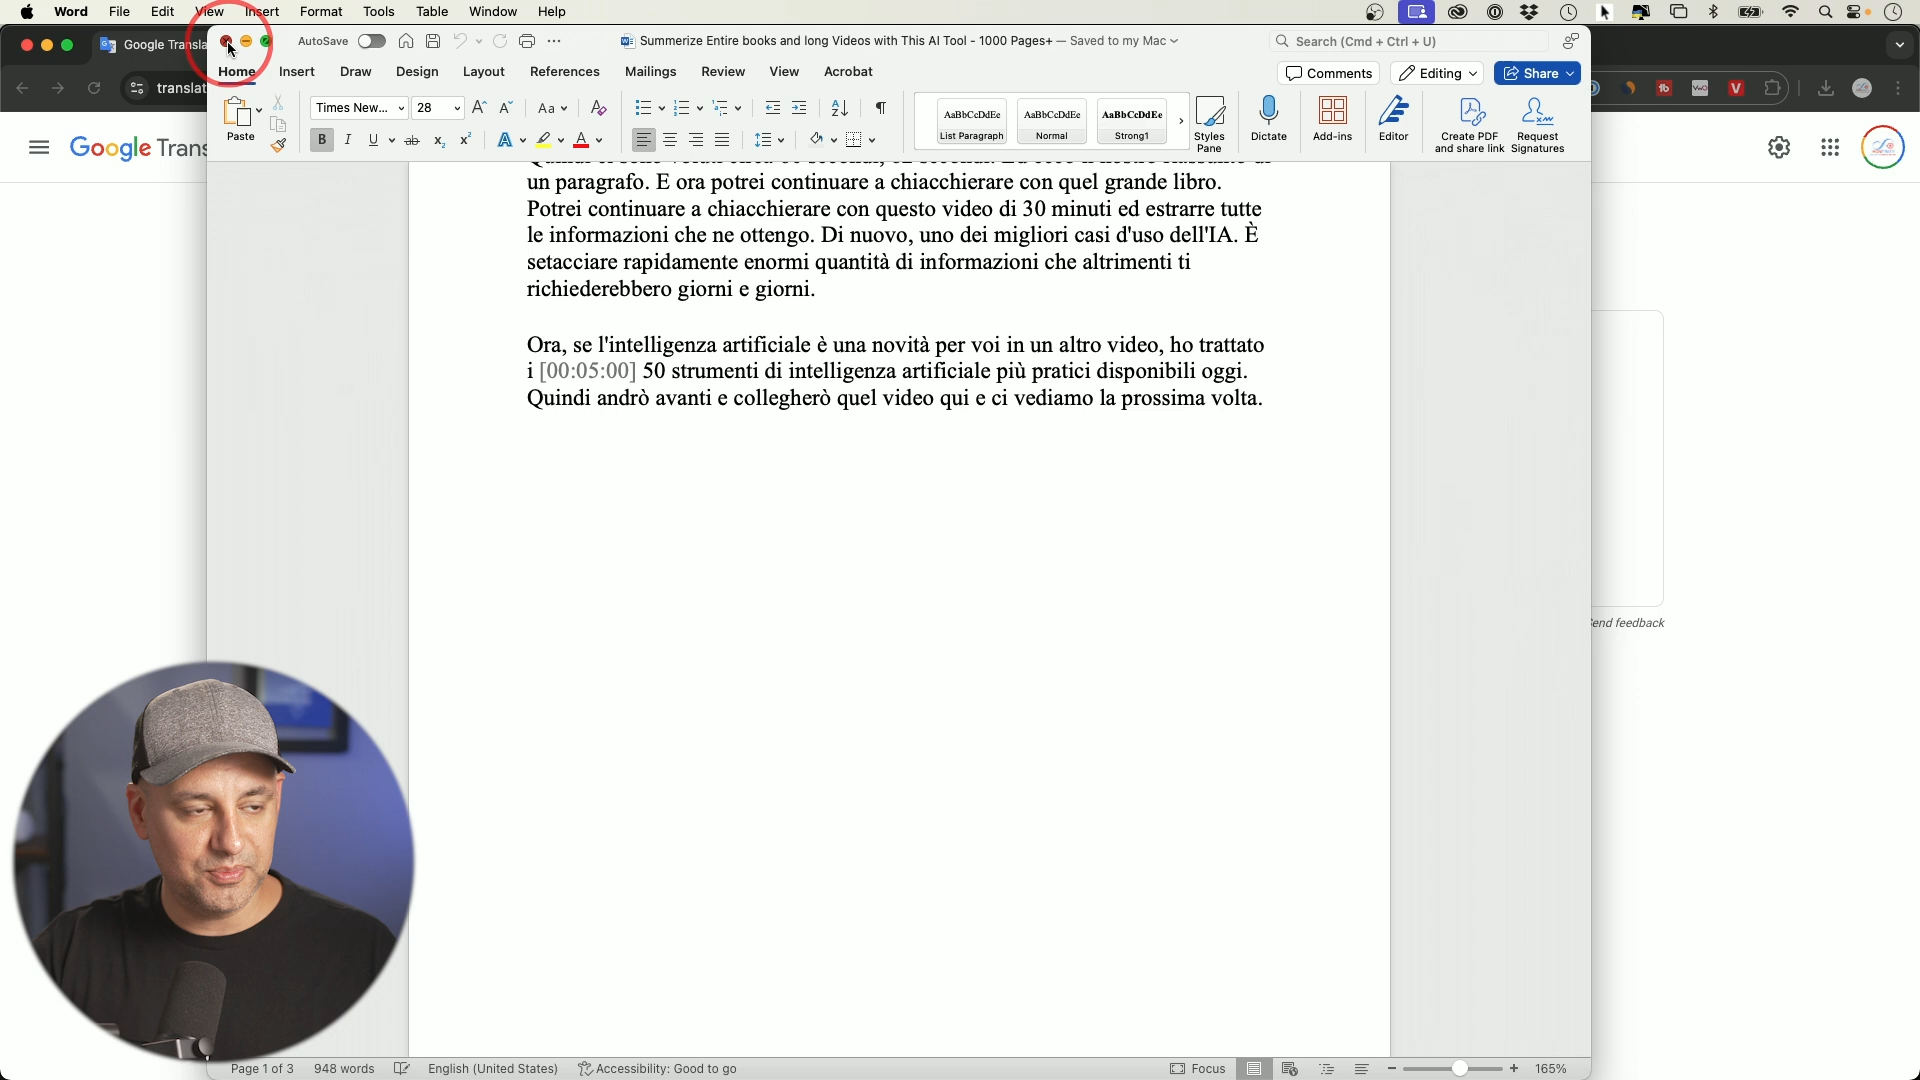 Word File Edit View Insert Format Tools Table Window Help
Google Transla
AutoSave
Summerize Entire books and long Videos with This AI Tool - 1000 Pages+ — Saved to my Mac
Search (Cmd + Ctrl + U)
Home Insert Draw Design Layout References Mailings Review View Acrobat
Comments Editing Share
translat
Times New... 28
AaBbCcDdEe AaBbCcDdEe AaBbCcDdEe
Paste
List Paragraph Normal Strong1
Styles Pane
Dictate Add-ins Editor
Create PDF and share link
Request Signatures
Google Trans
un paragrafo. E ora potrei continuare a chiacchierare con quel grande libro.
Potrei continuare a chiacchierare con questo video di 30 minuti ed estrarre tutte
le informazioni che ne ottengo. Di nuovo, uno dei migliori casi d'uso dell'IA. È
setacciare rapidamente enormi quantità di informazioni che altrimenti ti
richiederebbero giorni e giorni.
Ora, se l'intelligenza artificiale è una novità per voi in un altro video, ho trattato
i [00:05:00] 50 strumenti di intelligenza artificiale più pratici disponibili oggi.
Quindi andrò avanti e collegherò quel video qui e ci vediamo la prossima volta.
end feedback
Page 1 of 3 948 words English (United States) Accessibility: Good to go
Focus 165%